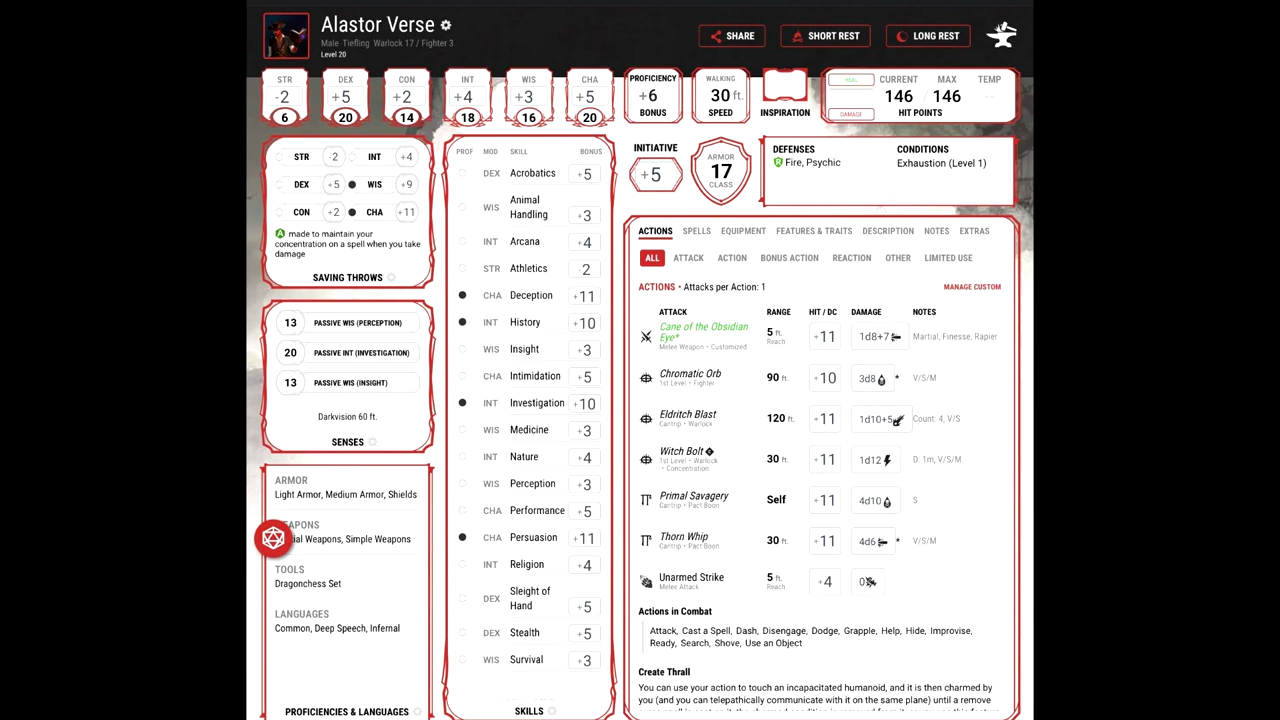 Alastor Verse
Male Tiefling Warlock 17 / Fighter 3
Level 20
SHARE
SHORT REST
LONG REST
STR
-2
6
DEX
+5
20
CON
+2
14
INT
+4
18
WIS
+3
16
CHA
+5
20
PROFICIENCY
+6
BONUS
WALKING
30 ft.
SPEED
INSPIRATION
HEAL
DAMAGE
CURRENT MAX TEMP
146 / 146 --
HIT POINTS
STR -2 INT +4
DEX +5 WIS +9
CON +2 CHA +11
A made to maintain your
concentration on a spell when you take
damage
SAVING THROWS
13 PASSIVE WIS (PERCEPTION)
20 PASSIVE INT (INVESTIGATION)
13 PASSIVE WIS (INSIGHT)
Darkvision 60 ft.
SENSES
ARMOR
Light Armor, Medium Armor, Shields
Weapons, Simple Weapons
TOOLS
Dragonchess Set
LANGUAGES
Common, Deep Speech, Infernal
PROFICIENCIES & LANGUAGES
PROF MOD SKILL BONUS
DEX Acrobatics +5
WIS Animal
Handling +3
INT Arcana +4
STR Athletics -2
CHA Deception +11
INT History +10
WIS Insight +3
CHA Intimidation +5
INT Investigation +10
WIS Medicine +3
INT Nature +4
WIS Perception +3
CHA Performance +5
CHA Persuasion +11
INT Religion +4
DEX Sleight of
Hand +5
DEX Stealth +5
WIS Survival +3
SKILLS
INITIATIVE
+5
ARMOR
17
CLASS
DEFENSES
R Fire, Psychic
CONDITIONS
Exhaustion (Level 1)
ACTIONS SPELLS EQUIPMENT FEATURES & TRAITS DESCRIPTION NOTES EXTRAS
ALL ATTACK ACTION BONUS ACTION REACTION OTHER LIMITED USE
ACTIONS • Attacks per Action: 1 MANAGE CUSTOM
ATTACK RANGE HIT / DC DAMAGE NOTES
Cane of the Obsidian
Eye*
Melee Weapon • Customized
5 ft.
Reach
+11 1d8+7 Martial, Finesse, Rapier
Chromatic Orb
1st Level • Fighter
90 ft. +10 3d8 * V/S/M
Eldritch Blast
Cantrip • Warlock
120 ft. +11 1d10+5 Count: 4, V/S
Witch Bolt
1st Level • Warlock
• Concentration
30 ft. +11 1d12 D: 1m, V/S/M
Primal Savagery
Cantrip • Pact Boon
Self +11 4d10 S
Thorn Whip
Cantrip • Pact Boon
30 ft. +11 4d6 * V/S/M
Unarmed Strike
Melee Attack
5 ft.
Reach
+4 0
Actions in Combat
Attack, Cast a Spell, Dash, Disengage, Dodge, Grapple, Help, Hide, Improvise,
Ready, Search, Shove, Use an Object
Create Thrall
You can use your action to touch an incapacitated humanoid, and it is then charmed by
you (and you can telepathically communicate with it on the same plane) until a remove